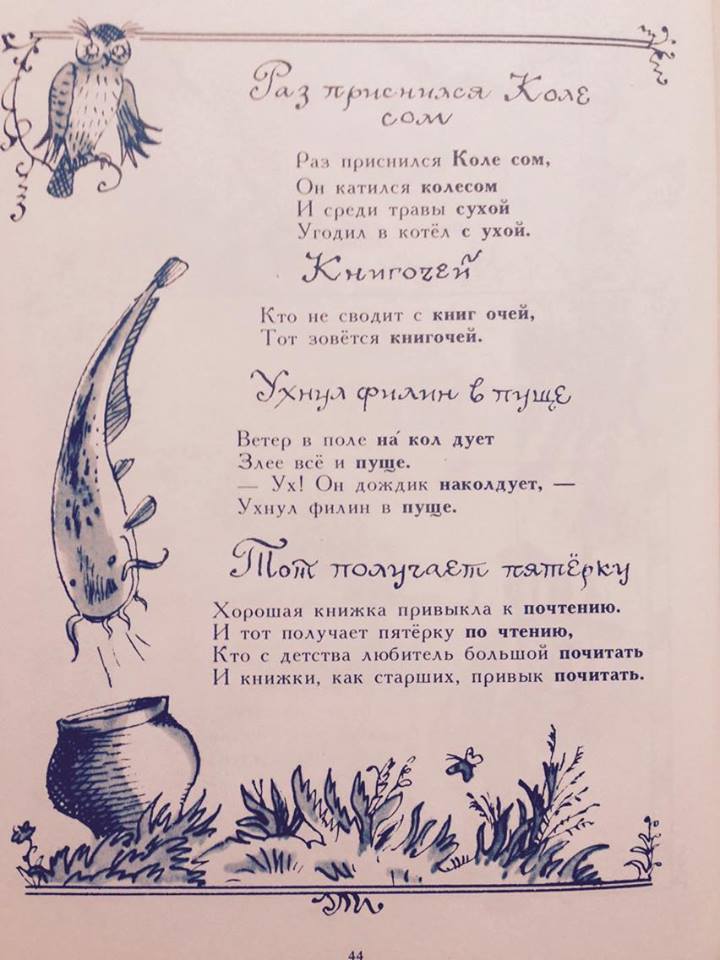 Раз приснился Коле
сом
Раз приснился Коле сом,
Он катился колесом
И среди травы сухой
Угодил в котёл с ухой.
Книгочей
Кто не сводит с книг очей,
Тот зовётся книгочей.
Ухнул филин в пуще
Ветер в поле на́ кол дует
Злее всё и пуще.
— Ух! Он дождик наколдует, —
Ухнул филин в пуще.
Тот получает пятёрку
Хорошая книжка привыкла к почтению.
И тот получает пятёрку по чтению,
Кто с детства любитель большой почитать
И книжки, как старших, привык почитать.
44